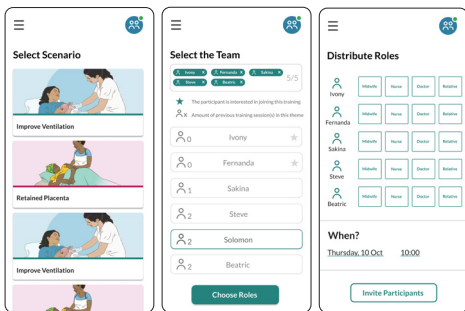 Select Scenario
Improve Ventilation
Retained Placenta
Improve Ventilation
Select the Team
Ivony x Fernanda x Sakina x
Steve x Beatric x
5/5
The participant is interested in joining this training
x Amount of previous training session(s) in this theme
0 Ivony
0 Fernanda
1 Sakina
2 Steve
2 Solomon
2 Beatric
Choose Roles
Distribute Roles
Ivony Midwife Nurse Doctor Relative
Fernanda Midwife Nurse Doctor Relative
Sakina Midwife Nurse Doctor Relative
Steve Midwife Nurse Doctor Relative
Beatric Midwife Nurse Doctor Relative
When?
Thursday, 10 Oct 10:00
Invite Participants